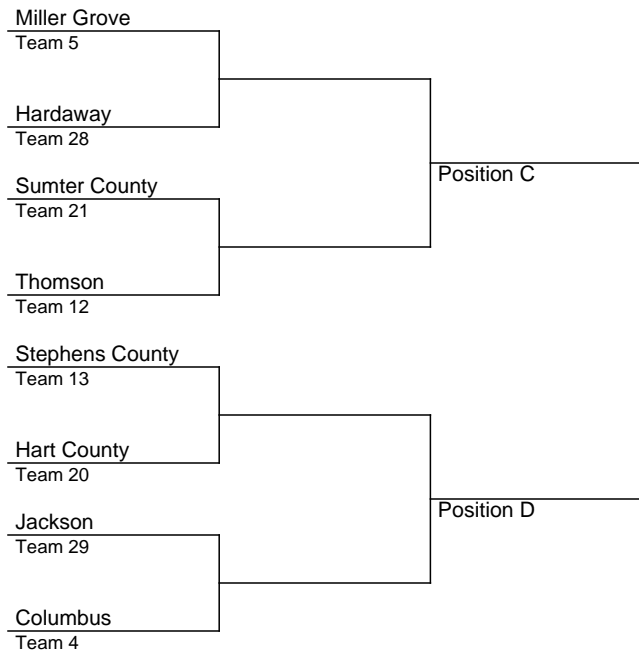 Miller Grove
Team 5
Hardaway
Team 28
Position C
Sumter County
Team 21
Thomson
Team 12
Stephens County
Team 13
Hart County
Team 20
Position D
Jackson
Team 29
Columbus
Team 4